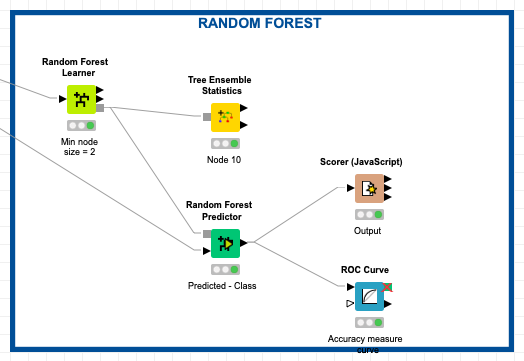 RANDOM FOREST
Random Forest
Learner
Min node
size = 2
Tree Ensemble
Statistics
Node 10
Random Forest
Predictor
Predicted - Class
Scorer (JavaScript)
Output
ROC Curve
Accuracy measure
curve